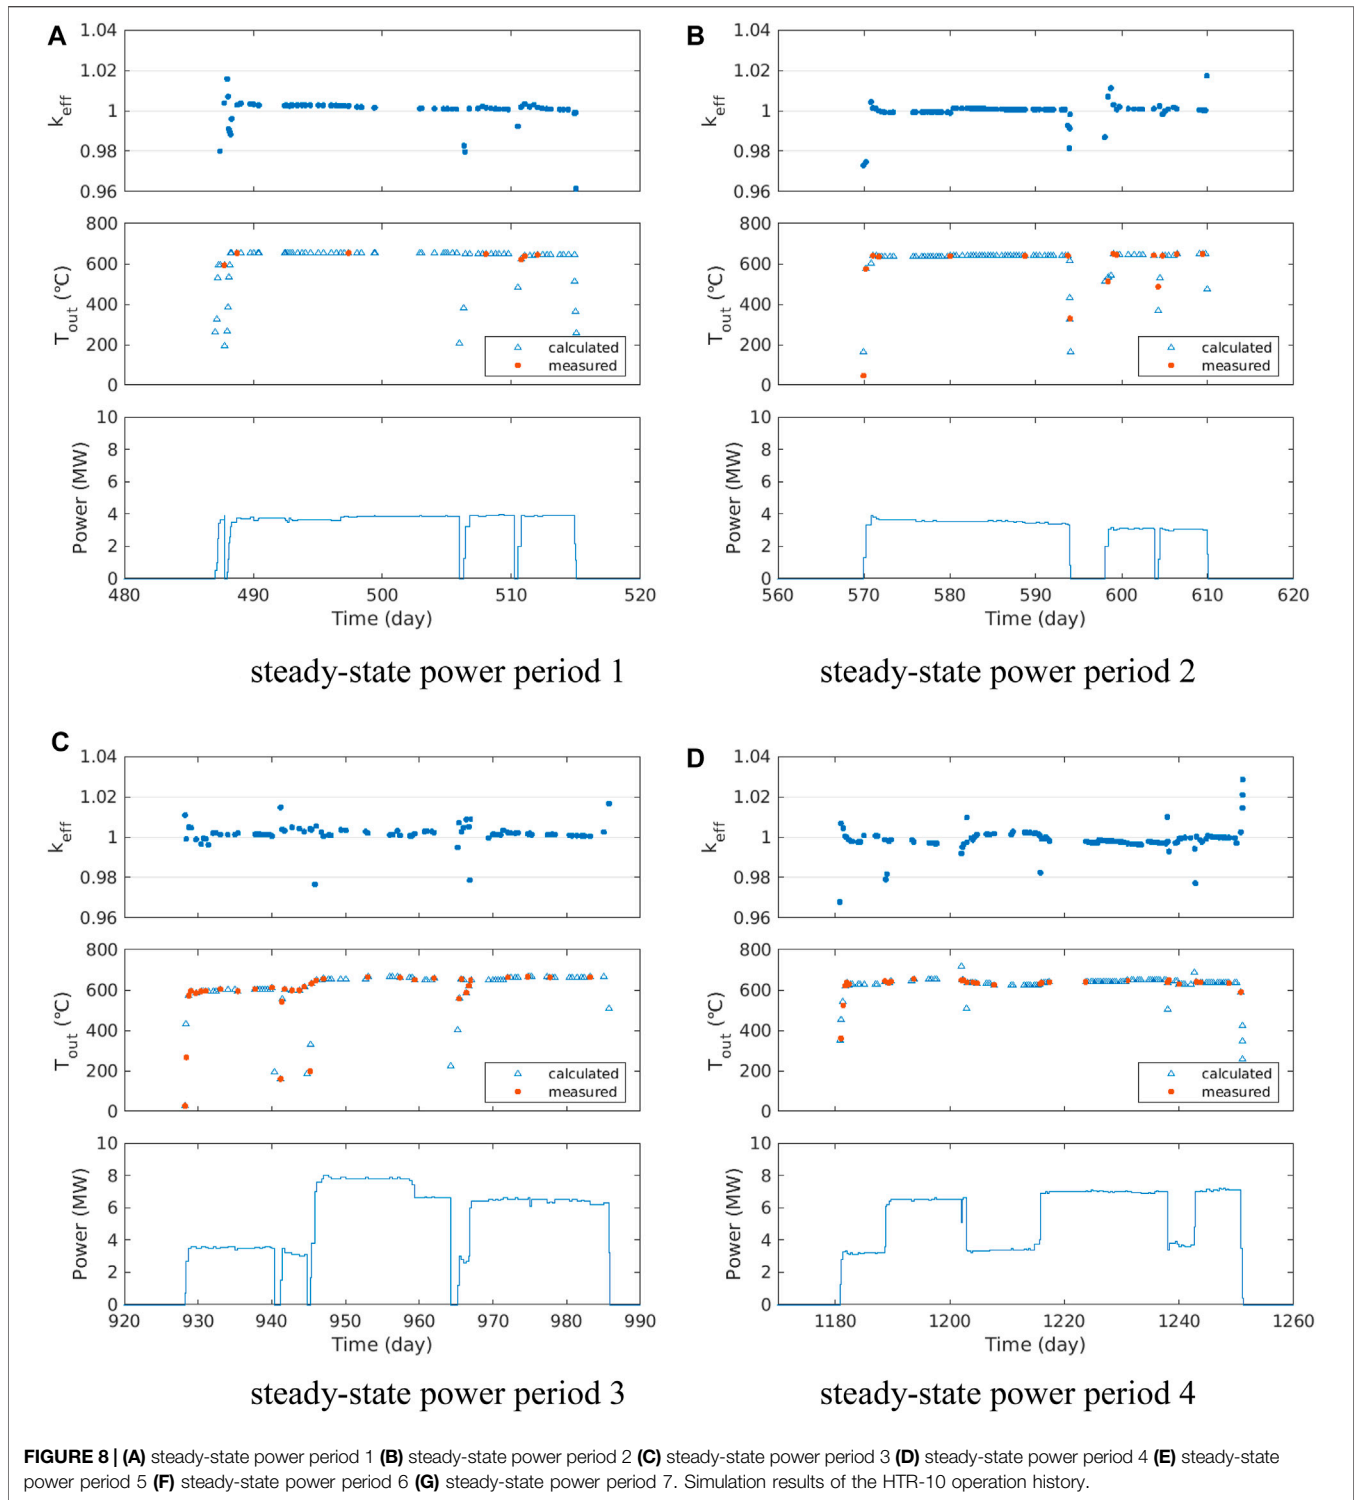 A
1.04
1.02
1
0.98
0.96
k_eff
800
600
400
200
0
T_out (°C)
calculated
measured
10
8
6
4
2
0
Power (MW)
480 490 500 510 520
Time (day)
steady-state power period 1
B
1.04
1.02
1
0.98
0.96
k_eff
800
600
400
200
0
T_out (°C)
calculated
measured
10
8
6
4
2
0
Power (MW)
560 570 580 590 600 610 620
Time (day)
steady-state power period 2
C
1.04
1.02
1
0.98
0.96
k_eff
800
600
400
200
0
T_out (°C)
calculated
measured
10
8
6
4
2
0
Power (MW)
920 930 940 950 960 970 980 990
Time (day)
steady-state power period 3
D
1.04
1.02
1
0.98
0.96
k_eff
800
600
400
200
0
T_out (°C)
calculated
measured
10
8
6
4
2
0
Power (MW)
1180 1200 1220 1240 1260
Time (day)
steady-state power period 4
FIGURE 8 | (A) steady-state power period 1 (B) steady-state power period 2 (C) steady-state power period 3 (D) steady-state power period 4 (E) steady-state
power period 5 (F) steady-state power period 6 (G) steady-state power period 7. Simulation results of the HTR-10 operation history.